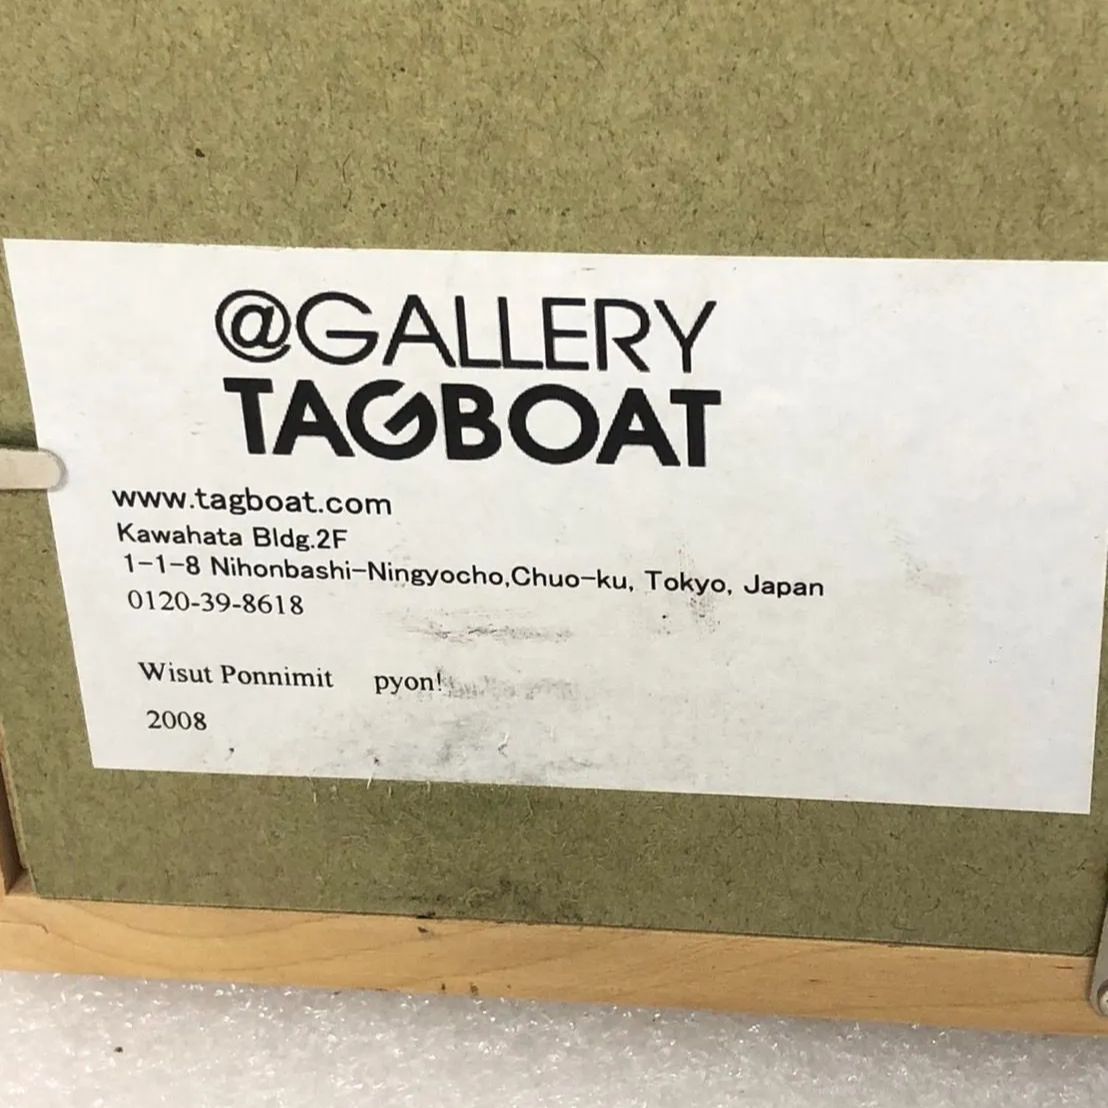 @GALLERY
TAGBOAT
www.tagboat.com
Kawahata Bldg.2F
1-1-8 Nihonbashi-Ningyocho,Chuo-ku, Tokyo, Japan
0120-39-8618
Wisut Ponnimit pyon!
2008